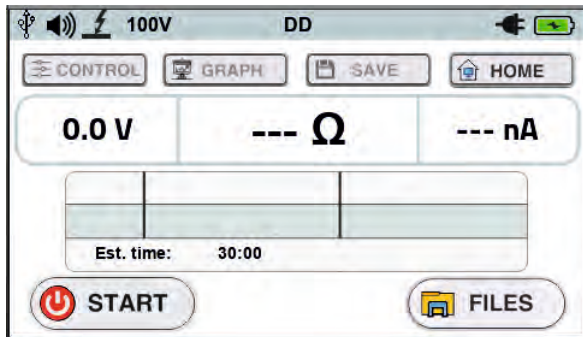 100V DD
CONTROL GRAPH SAVE HOME
0.0 V --- Ω --- nA
Est. time: 30:00
START FILES